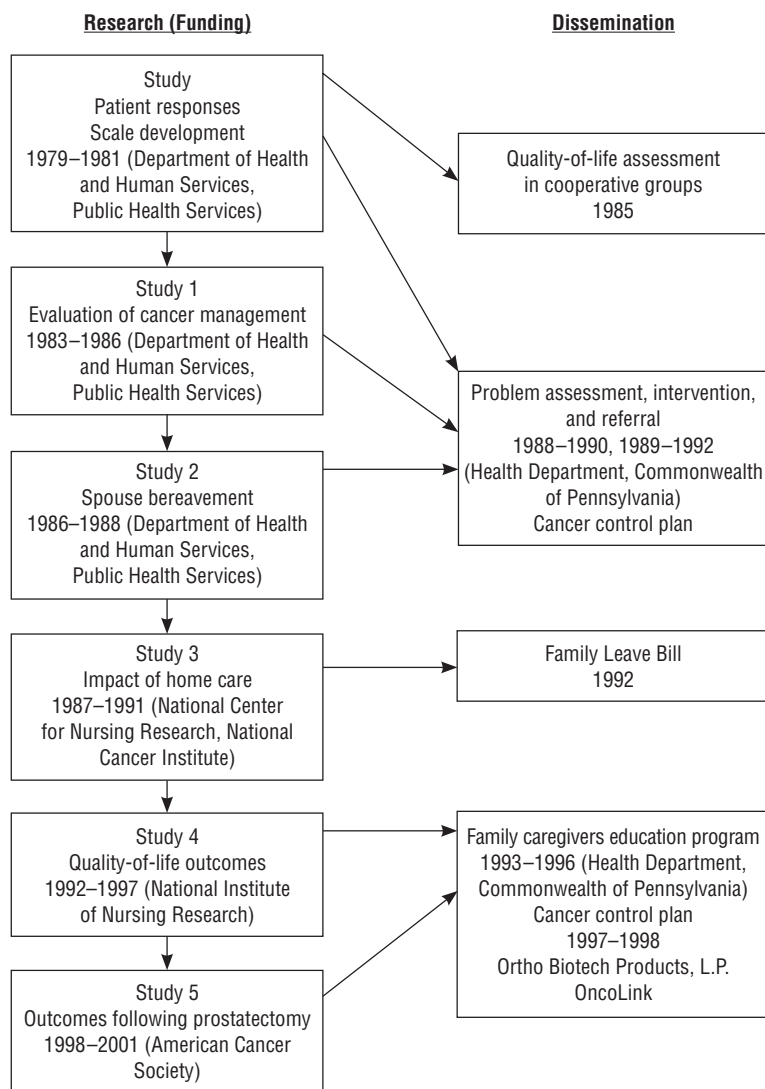 Research (Funding)
Study
Patient responses
Scale development
1979–1981 (Department of Health
and Human Services,
Public Health Services)
Study 1
Evaluation of cancer management
1983–1986 (Department of Health
and Human Services,
Public Health Services)
Study 2
Spouse bereavement
1986–1988 (Department of Health
and Human Services,
Public Health Services)
Study 3
Impact of home care
1987–1991 (National Center
for Nursing Research, National
Cancer Institute)
Study 4
Quality-of-life outcomes
1992–1997 (National Institute
of Nursing Research)
Study 5
Outcomes following prostatectomy
1998–2001 (American Cancer
Society)
Dissemination
Quality-of-life assessment
in cooperative groups
1985
Problem assessment, intervention,
and referral
1988–1990, 1989–1992
(Health Department, Commonwealth
of Pennsylvania)
Cancer control plan
Family Leave Bill
1992
Family caregivers education program
1993–1996 (Health Department,
Commonwealth of Pennsylvania)
Cancer control plan
1997–1998
Ortho Biotech Products, L.P.
OncoLink